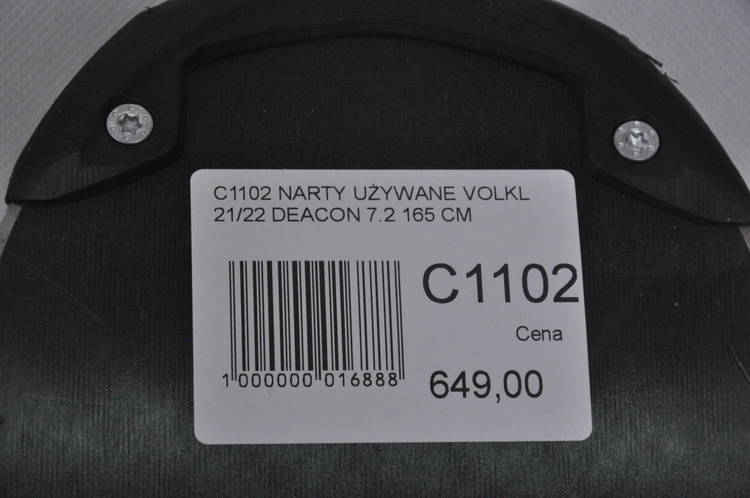 C1102 NARTY UŻYWANE VOLKL
21/22 DEACON 7.2 165 CM
C1102
Cena
1 000000 016888
649,00